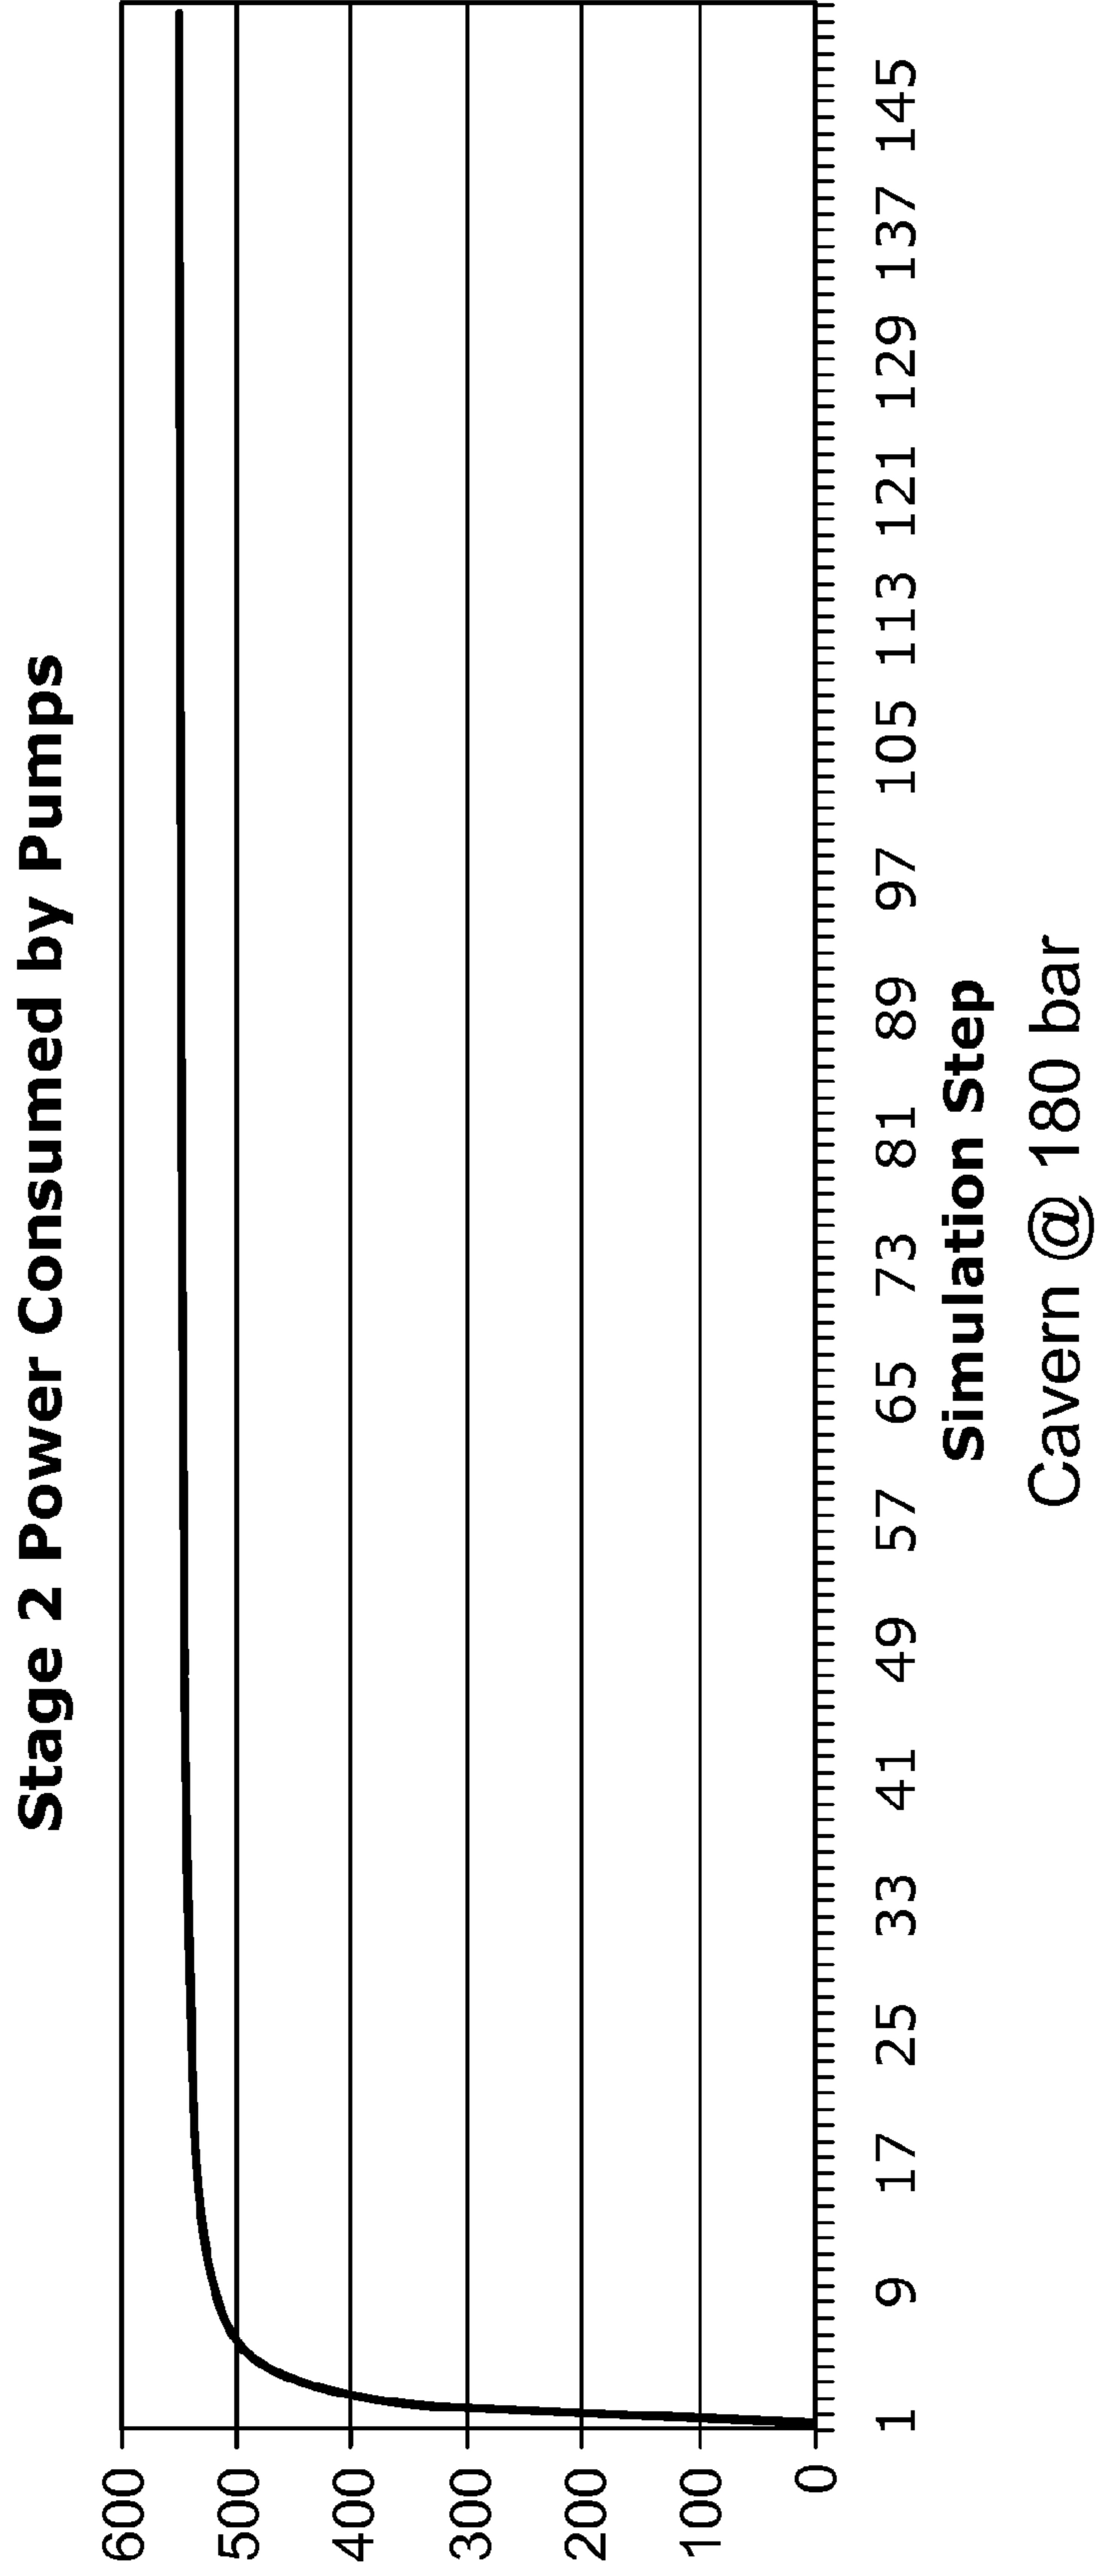 Stage 2 Power Consumed by Pumps
600
500
400
300
200
100
0
1 9 17 25 33 41 49 57 65 73 81 89 97 105 113 121 129 137 145
Simulation Step
Cavern @ 180 bar